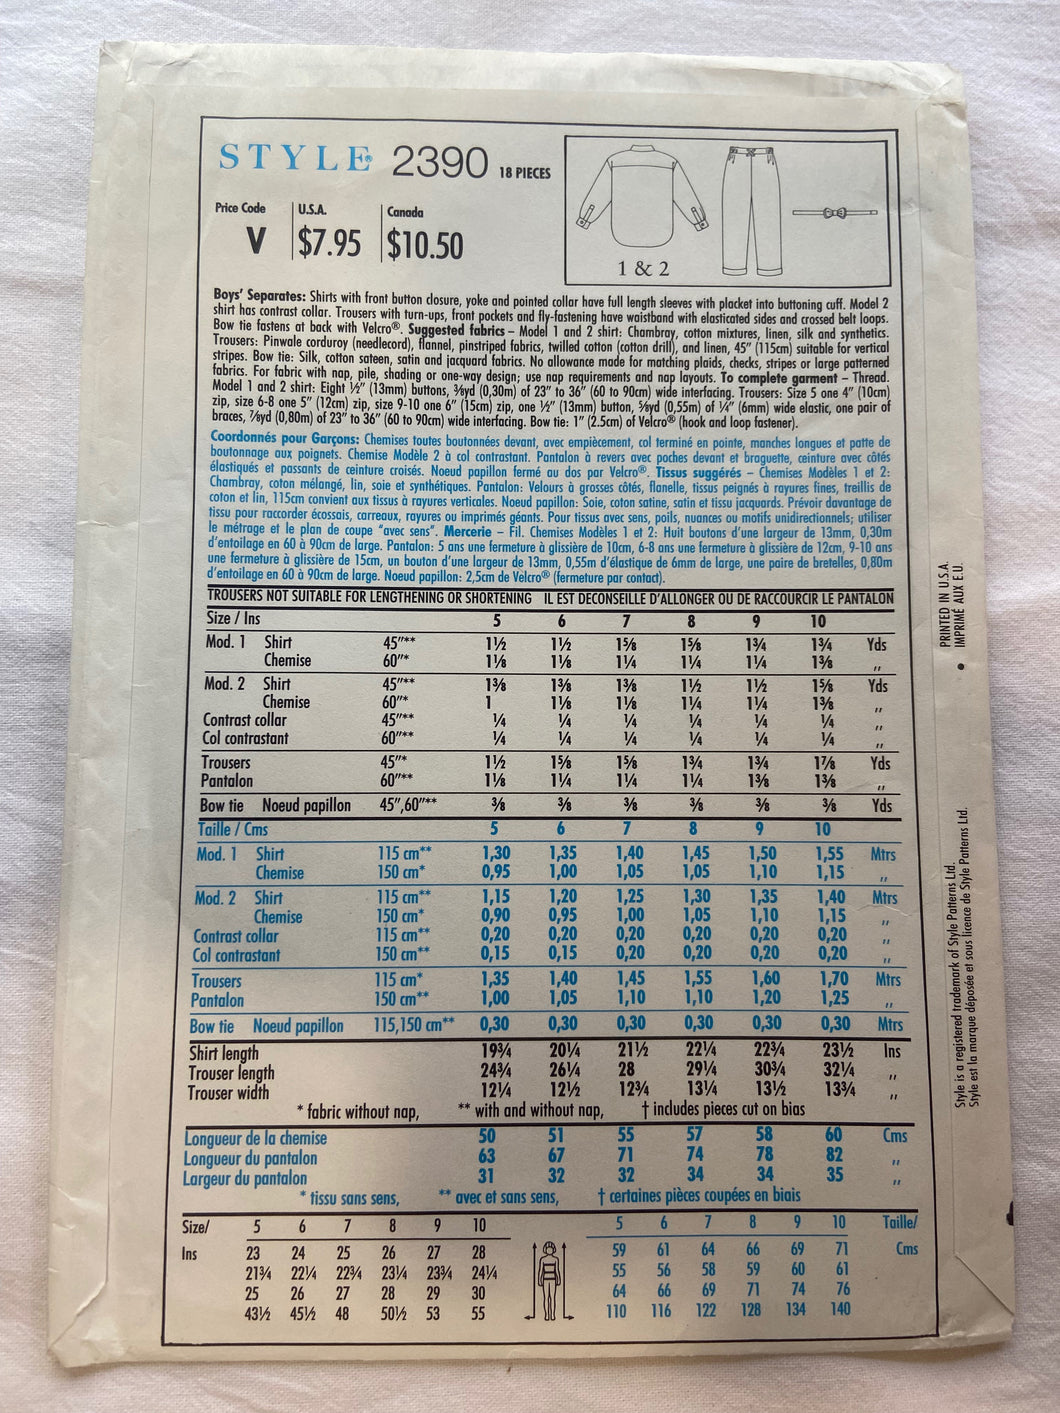 STYLE® 2390 18 PIECES
Price Code U.S.A. Canada
V $7.95 $10.50
1 & 2
Boys' Separates: Shirts with front button closure, yoke and pointed collar have full length sleeves with placket into buttoning cuff. Model 2
shirt has contrast collar. Trousers with turn-ups, front pockets and fly-fastening have waistband with elasticated sides and crossed belt loops.
Bow tie fastens at back with Velcro®. Suggested fabrics – Model 1 and 2 shirt: Chambray, cotton mixtures, linen, silk and synthetics.
Trousers: Pinwale corduroy (needlecord), flannel, pinstriped fabrics, twilled cotton (cotton drill), and linen, 45" (115cm) suitable for vertical
stripes. Bow tie: Silk, cotton sateen, satin and jacquard fabrics. No allowance made for matching plaids, checks, stripes or large patterned
fabrics. For fabric with nap, pile, shading or one-way design; use nap requirements and nap layouts. To complete garment – Thread.
Model 1 and 2 shirt: Eight ½" (13mm) buttons, ⅜yd (0,30m) of 23" to 36" (60 to 90cm) wide interfacing. Trousers: Size 5 one 4" (10cm)
zip, size 6-8 one 5" (12cm) zip, size 9-10 one 6" (15cm) zip, one ½" (13mm) button, ⅝yd (0,55m) of ¼" (6mm) wide elastic, one pair of
braces, ⅞yd (0,80m) of 23" to 36" (60 to 90cm) wide interfacing. Bow tie: 1" (2.5cm) of Velcro® (hook and loop fastener).
Coordonnés pour Garçons: Chemises toutes boutonnées devant, avec empiècement, col terminé en pointe, manches longues et patte de
boutonnage aux poignets. Chemise Modèle 2 à col contrastant. Pantalon à revers avec poches devant et braguette, ceinture avec côtés
élastiqués et passants de ceinture croisés. Noeud papillon fermé au dos par Velcro®. Tissus suggérés – Chemises Modèles 1 et 2:
Chambray, coton mélangé, lin, soie et synthétiques. Pantalon: Velours à grosses côtés, flanelle, tissus peignés à rayures fines, treillis de
coton et lin, 115cm convient aux tissus à rayures verticales. Noeud papillon: Soie, coton satine, satin et tissu jacquards. Prévoir davantage de
tissu pour raccorder écossais, carreaux, rayures ou imprimés géants. Pour tissus avec sens, poils, nuances ou motifs unidirectionnels; utiliser
le métrage et le plan de coupe "avec sens". Mercerie – Fil. Chemises Modèles 1 et 2: Huit boutons d'une largeur de 13mm, 0,30m
d'entoilage en 60 à 90cm de large. Pantalon: 5 ans une fermeture à glissière de 10cm, 6-8 ans une fermeture à glissière de 12cm, 9-10 ans
une fermeture à glissière de 15cm, un bouton d'une largeur de 13mm, 0,55m d'élastique de 6mm de large, une paire de bretelles, 0,80m
d'entoilage en 60 à 90cm de large. Noeud papillon: 2,5cm de Velcro® (fermeture par contact).
TROUSERS NOT SUITABLE FOR LENGTHENING OR SHORTENING IL EST DECONSEILLE D'ALLONGER OU DE RACCOURCIR LE PANTALON
Size / Ins 5 6 7 8 9 10
Mod. 1 Shirt 45"** 1½ 1½ 1⅝ 1⅝ 1¾ 1¾ Yds
Chemise 60"* 1⅛ 1⅛ 1¼ 1¼ 1¼ 1⅜ ,,
Mod. 2 Shirt 45"** 1⅜ 1⅜ 1⅜ 1½ 1½ 1⅝ Yds
Chemise 60"* 1 1⅛ 1⅛ 1¼ 1¼ 1⅜ ,,
Contrast collar 45"** ¼ ¼ ¼ ¼ ¼ ¼ ,,
Col contrastant 60"** ¼ ¼ ¼ ¼ ¼ ¼ ,,
Trousers 45"* 1½ 1⅝ 1⅝ 1¾ 1¾ 1⅞ Yds
Pantalon 60"** 1⅛ 1¼ 1¼ 1¼ 1⅜ 1⅜ ,,
Bow tie Noeud papillon 45",60"** ⅜ ⅜ ⅜ ⅜ ⅜ ⅜ Yds
Taille / Cms 5 6 7 8 9 10
Mod. 1 Shirt 115 cm** 1,30 1,35 1,40 1,45 1,50 1,55 Mtrs
Chemise 150 cm* 0,95 1,00 1,05 1,05 1,10 1,15 ,,
Mod. 2 Shirt 115 cm** 1,15 1,20 1,25 1,30 1,35 1,40 Mtrs
Chemise 150 cm* 0,90 0,95 1,00 1,05 1,10 1,15 ,,
Contrast collar 115 cm** 0,20 0,20 0,20 0,20 0,20 0,20 ,,
Col contrastant 150 cm** 0,15 0,15 0,20 0,20 0,20 0,20 ,,
Trousers 115 cm* 1,35 1,40 1,45 1,55 1,60 1,70 Mtrs
Pantalon 150 cm** 1,00 1,05 1,10 1,10 1,20 1,25 ,,
Bow tie Noeud papillon 115,150 cm** 0,30 0,30 0,30 0,30 0,30 0,30 Mtrs
Shirt length 19¾ 20¼ 21½ 22¼ 22¾ 23½ Ins
Trouser length 24¾ 26¼ 28 29¼ 30¾ 32¼ ,,
Trouser width 12¼ 12½ 12¾ 13¼ 13½ 13¾ ,,
* fabric without nap, ** with and without nap, † includes pieces cut on bias
Longueur de la chemise 50 51 55 57 58 60 Cms
Longueur du pantalon 63 67 71 74 78 82 ,,
Largeur du pantalon 31 32 32 34 34 35 ,,
* tissu sans sens, ** avec et sans sens, † certaines pièces coupées en biais
Size/ 5 6 7 8 9 10 5 6 7 8 9 10 Taille/
Ins 23 24 25 26 27 28 59 61 64 66 69 71 Cms
21¾ 22¼ 22¾ 23¼ 23¾ 24¼ 55 56 58 59 60 61
25 26 27 28 29 30 64 66 69 71 74 76
43½ 45½ 48 50½ 53 55 110 116 122 128 134 140
Style is a registered trademark of Style Patterns Ltd. • PRINTED IN U.S.A.
Style est la marque déposée et sous licence de Style Patterns Ltd. IMPRIMÉ AUX E.U.